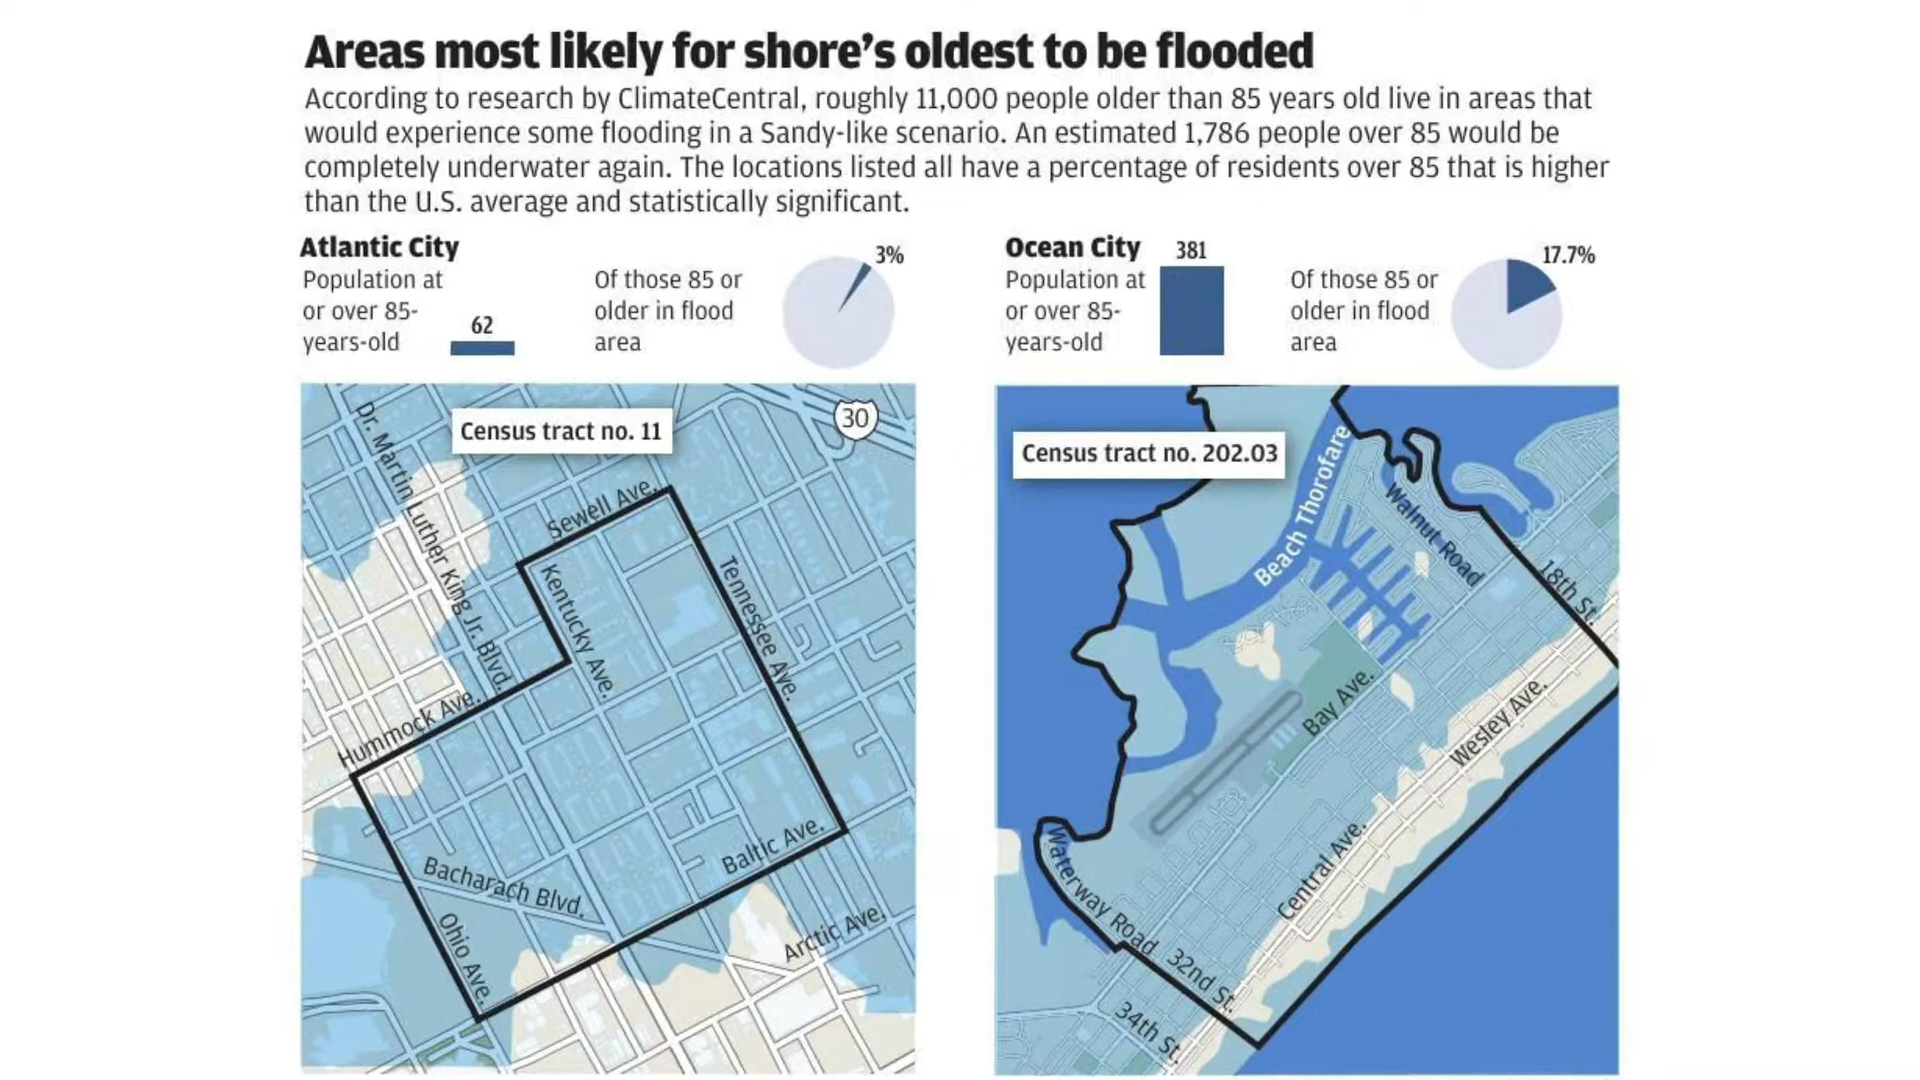 Areas most likely for shore's oldest to be flooded
According to research by ClimateCentral, roughly 11,000 people older than 85 years old live in areas that
would experience some flooding in a Sandy-like scenario. An estimated 1,786 people over 85 would be
completely underwater again. The locations listed all have a percentage of residents over 85 that is higher
than the U.S. average and statistically significant.
Atlantic City
Population at
or over 85-
years-old
62
Of those 85 or
older in flood
area
3%
Ocean City
Population at
or over 85-
years-old
381
Of those 85 or
older in flood
area
17.7%
Census tract no. 11
30
Dr. Martin Luther King Jr. Blvd.
Sewell Ave.
Kentucky Ave.
Tennessee Ave.
Hummock Ave.
Baltic Ave.
Bacharach Blvd.
Ohio Ave.
Arctic Ave.
Census tract no. 202.03
Beach Thorofare
Walnut Road
18th St.
Bay Ave.
Wesley Ave.
Central Ave.
Waterway Road
32nd St.
34th St.